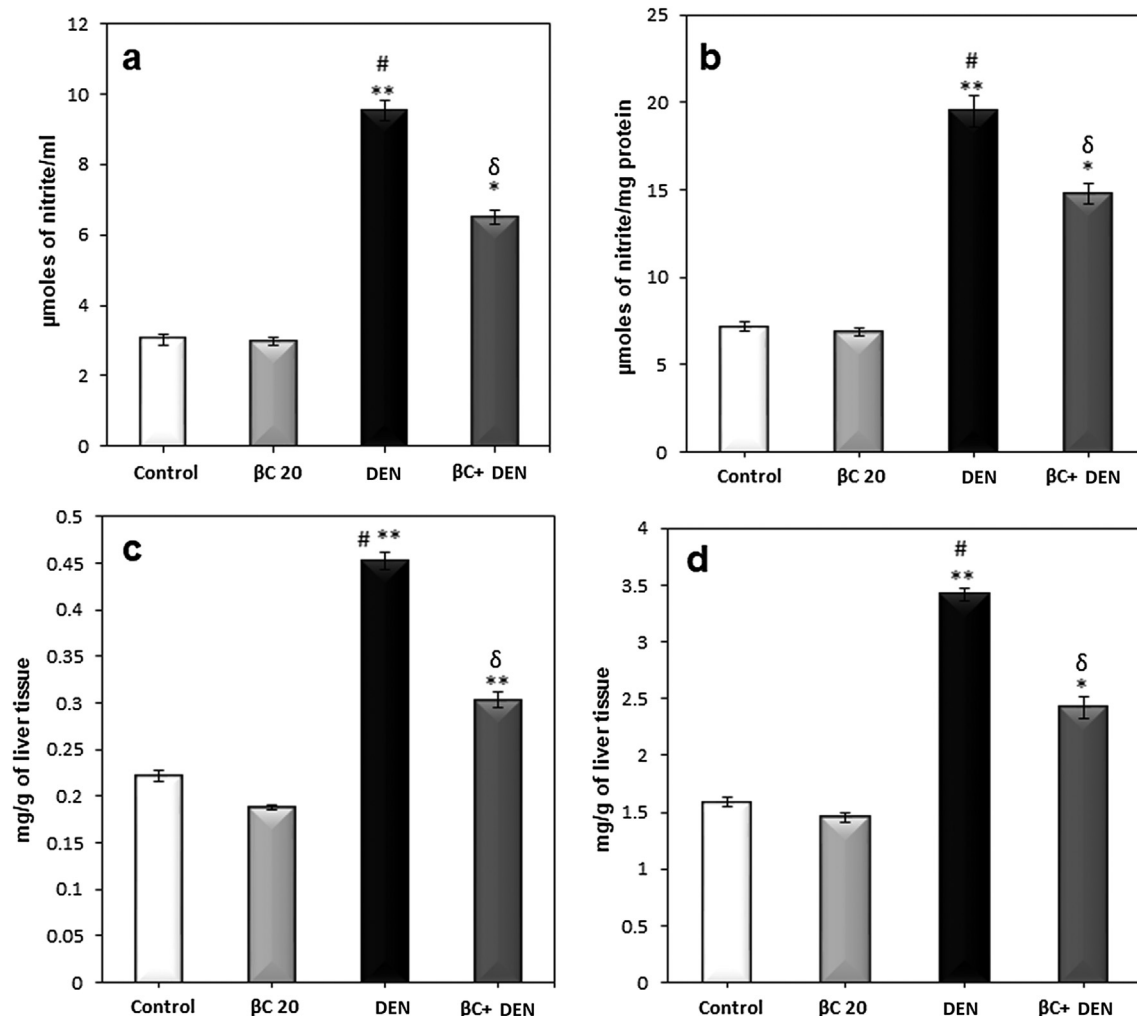 a
12
10
8
6
4
2
0
µmoles of nitrite/ml
#
**
δ
*
Control βC 20 DEN βC+ DEN
b
25
20
15
10
5
0
µmoles of nitrite/mg protein
#
**
δ
*
Control βC 20 DEN βC+ DEN
c
0.5
0.45
0.4
0.35
0.3
0.25
0.2
0.15
0.1
0.05
0
mg/g of liver tissue
# **
δ
**
Control βC 20 DEN βC+ DEN
d
4
3.5
3
2.5
2
1.5
1
0.5
0
mg/g of liver tissue
#
**
δ
*
Control βC 20 DEN βC+ DEN